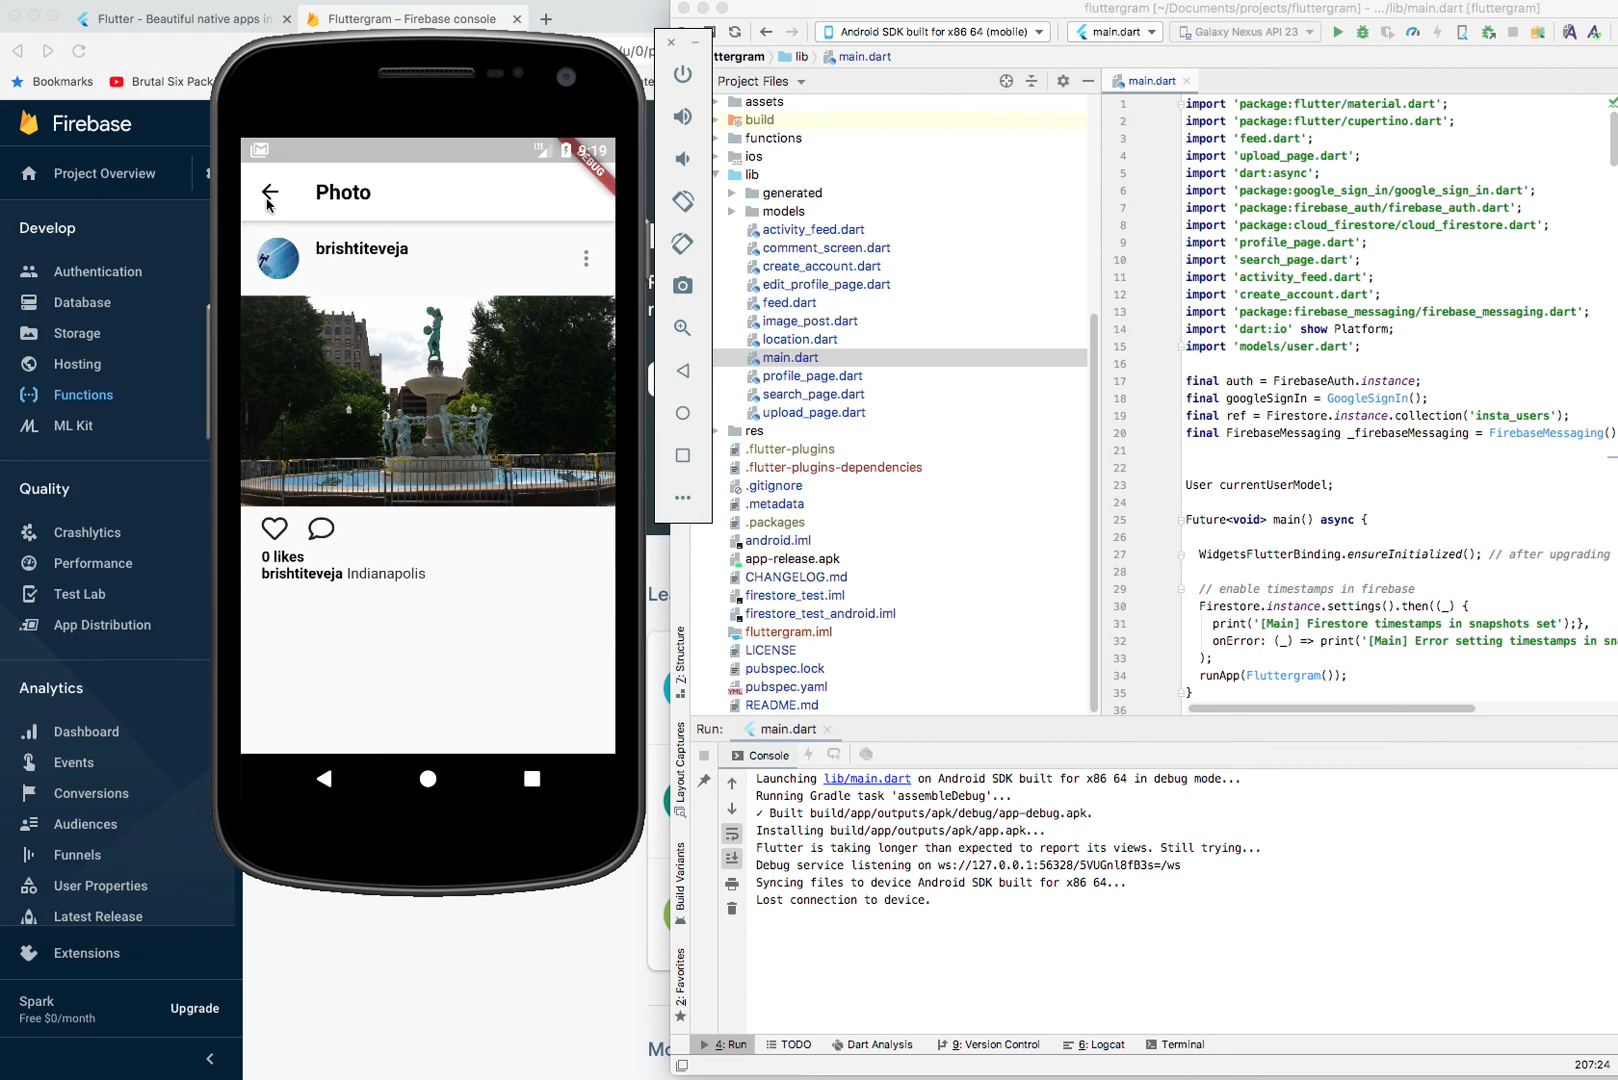 Flutter - Beautiful native apps in
Fluttergram – Firebase console
Bookmarks
Brutal Six Pack
/u/0/p
Firebase
Project Overview
Develop
Authentication
Database
Storage
Hosting
Functions
ML Kit
Quality
Crashlytics
Performance
Test Lab
App Distribution
Analytics
Dashboard
Events
Conversions
Audiences
Funnels
User Properties
Latest Release
Extensions
Spark
Free $0/month
Upgrade
LTE
9:19
DEBUG
Photo
brishtiteveja
0 likes
brishtiteveja Indianapolis
Lea
Mo
fluttergram [~/Documents/projects/fluttergram] - .../lib/main.dart [fluttergram]
Android SDK built for x86 64 (mobile)
main.dart
Galaxy Nexus API 23
ttergram
lib
main.dart
Project Files
assets
build
functions
ios
lib
generated
models
activity_feed.dart
comment_screen.dart
create_account.dart
edit_profile_page.dart
feed.dart
image_post.dart
location.dart
main.dart
profile_page.dart
search_page.dart
upload_page.dart
res
.flutter-plugins
.flutter-plugins-dependencies
.gitignore
.metadata
.packages
android.iml
app-release.apk
CHANGELOG.md
firestore_test.iml
firestore_test_android.iml
fluttergram.iml
LICENSE
pubspec.lock
pubspec.yaml
README.md
Z: Structure
Layout Captures
Build Variants
2: Favorites
main.dart
1 import 'package:flutter/material.dart';
2 import 'package:flutter/cupertino.dart';
3 import 'feed.dart';
4 import 'upload_page.dart';
5 import 'dart:async';
6 import 'package:google_sign_in/google_sign_in.dart';
7 import 'package:firebase_auth/firebase_auth.dart';
8 import 'package:cloud_firestore/cloud_firestore.dart';
9 import 'profile_page.dart';
10 import 'search_page.dart';
11 import 'activity_feed.dart';
12 import 'create_account.dart';
13 import 'package:firebase_messaging/firebase_messaging.dart';
14 import 'dart:io' show Platform;
15 import 'models/user.dart';
16
17 final auth = FirebaseAuth.instance;
18 final googleSignIn = GoogleSignIn();
19 final ref = Firestore.instance.collection('insta_users');
20 final FirebaseMessaging _firebaseMessaging = FirebaseMessaging()
21
22
23 User currentUserModel;
24
25 Future<void> main() async {
26
27 WidgetsFlutterBinding.ensureInitialized(); // after upgrading
28
29 // enable timestamps in firebase
30 Firestore.instance.settings().then((_) {
31 print('[Main] Firestore timestamps in snapshots set');},
32 onError: (_) => print('[Main] Error setting timestamps in sna
33 );
34 runApp(Fluttergram());
35 }
36
Run: main.dart
Console
Launching lib/main.dart on Android SDK built for x86 64 in debug mode...
Running Gradle task 'assembleDebug'...
✓ Built build/app/outputs/apk/debug/app-debug.apk.
Installing build/app/outputs/apk/app.apk...
Flutter is taking longer than expected to report its views. Still trying...
Debug service listening on ws://127.0.0.1:56328/5VUGnl8fB3s=/ws
Syncing files to device Android SDK built for x86 64...
Lost connection to device.
4: Run
TODO
Dart Analysis
9: Version Control
6: Logcat
Terminal
207:24